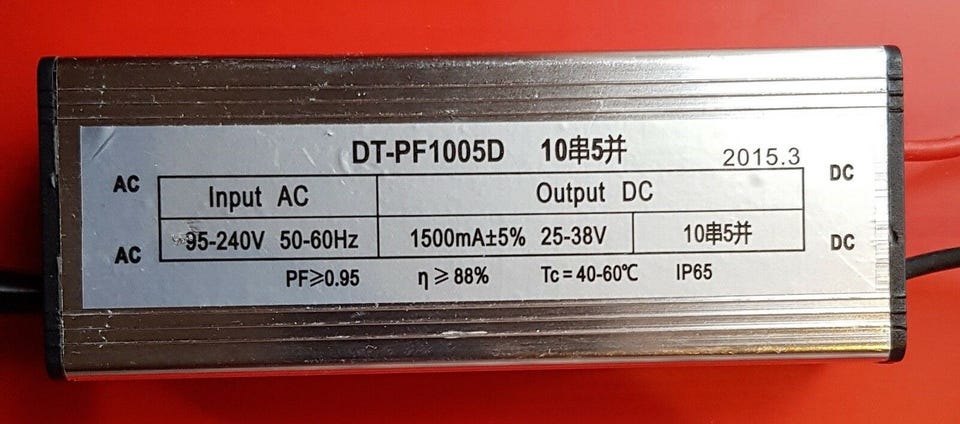 DT-PF1005D 10串5并 2015.3
AC DC
Input AC Output DC
95-240V 50-60Hz 1500mA±5% 25-38V 10串5并
AC DC
PF≥0.95 η≥88% Tc=40-60℃ IP65